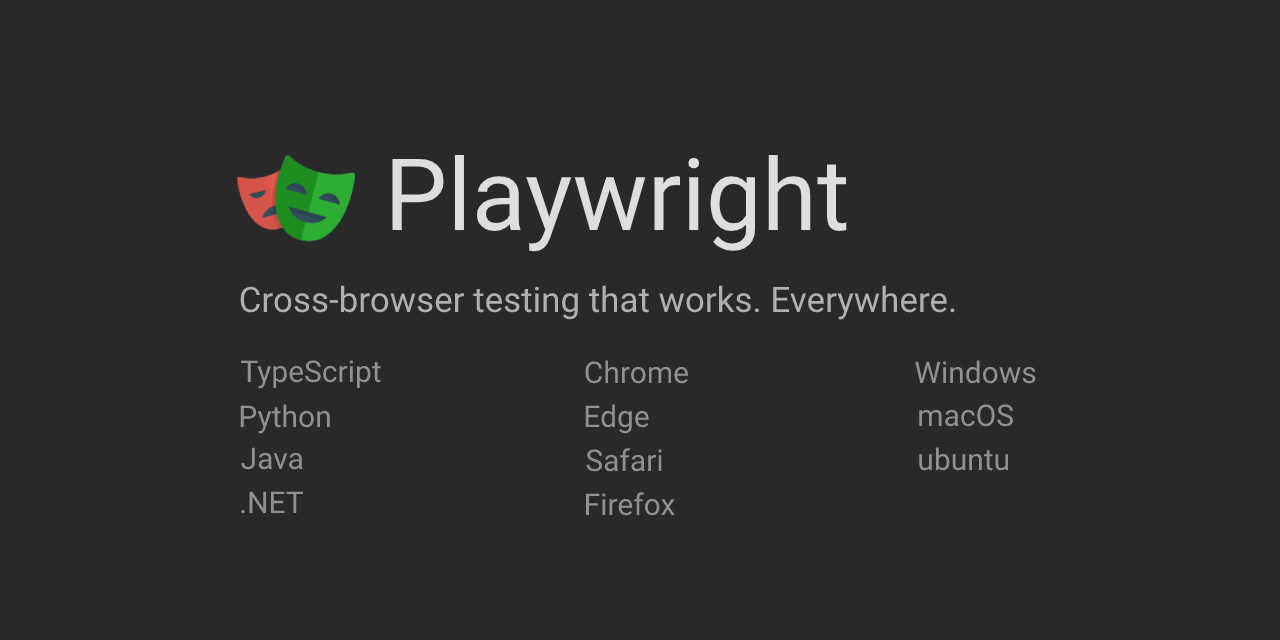 Playwright
Cross-browser testing that works. Everywhere.
TypeScript
Python
Java
.NET
Chrome
Edge
Safari
Firefox
Windows
macOS
ubuntu